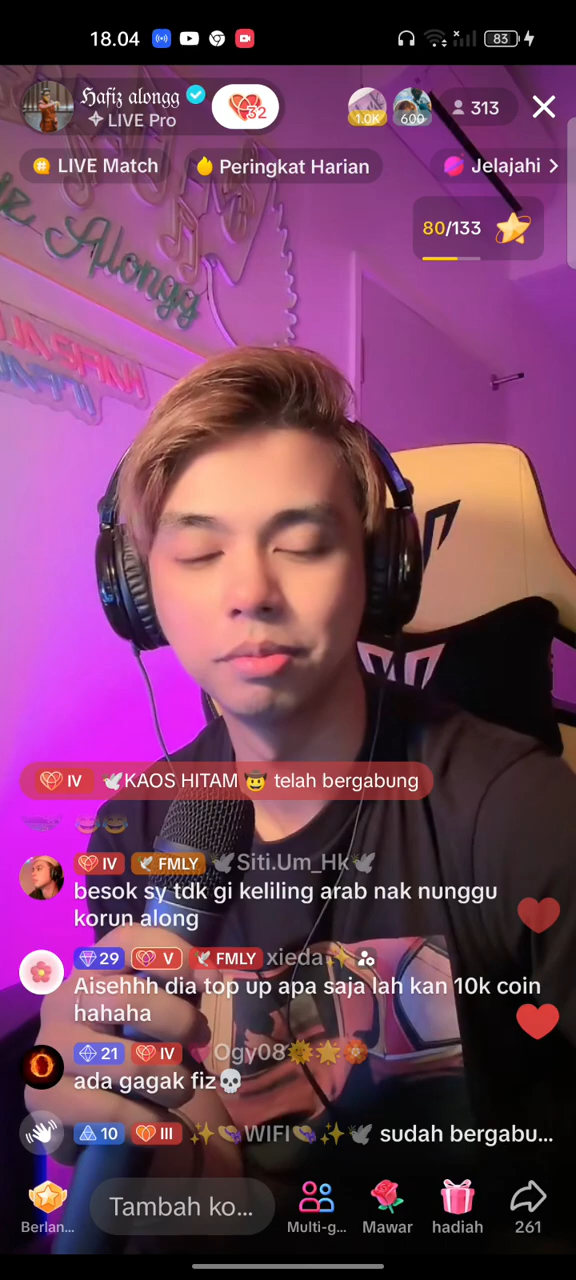 18.04
83
Hafiz alongg
LIVE Pro
32
1.0K
600
313
LIVE Match
Peringkat Harian
Jelajahi >
80/133
Alongg
IV 🕊️KAOS HITAM 🤠 telah bergabung
IV FMLY 🕊️Siti.Um_Hk🕊️
besok sy tdk gi keliling arab nak nunggu
korun along
29 V FMLY xieda✨
Aisehhh dia top up apa saja lah kan 10k coin
hahaha
21 IV Ogy08🌞🌟🏵️
ada gagak fiz💀
10 III ✨👒WIFI👒✨🕊️ sudah bergabu...
Berlan...
Tambah ko...
Multi-g...
Mawar
hadiah
261